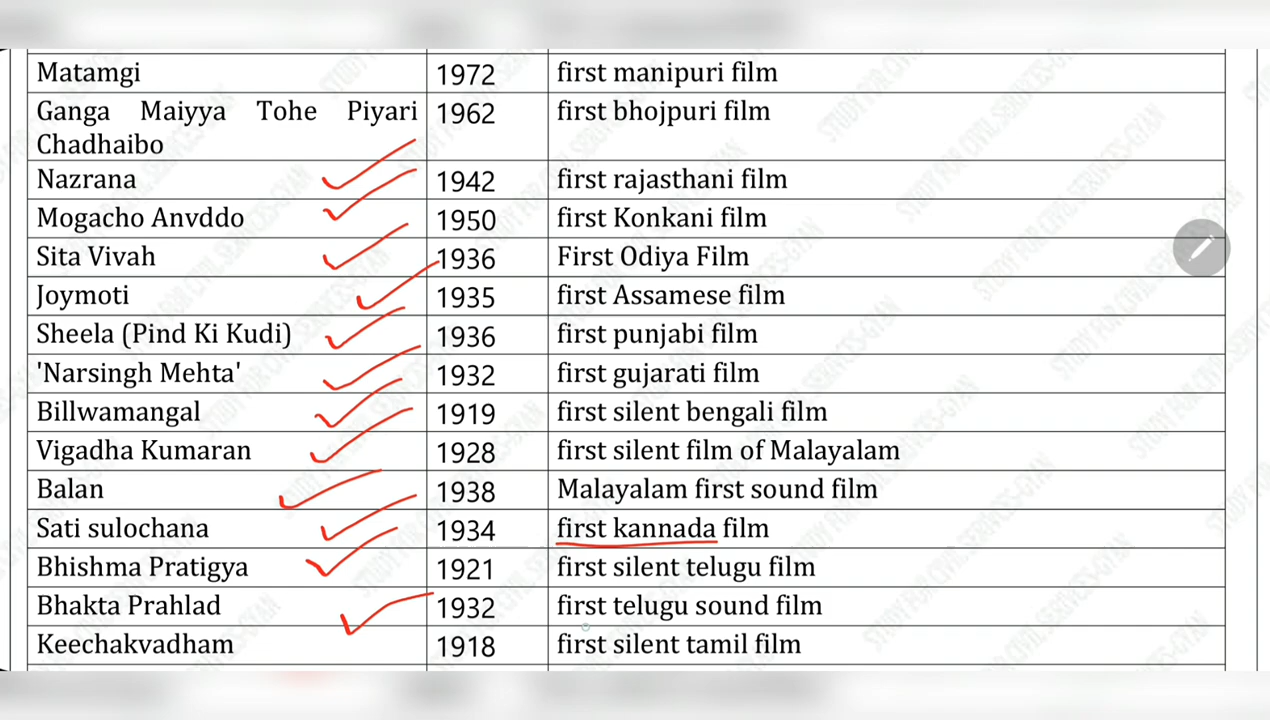 Matamgi 1972 first manipuri film
Ganga Maiyya Tohe Piyari 1962 first bhojpuri film
Chadhaibo
Nazrana 1942 first rajasthani film
Mogacho Anvddo 1950 first Konkani film
Sita Vivah 1936 First Odiya Film
Joymoti 1935 first Assamese film
Sheela (Pind Ki Kudi) 1936 first punjabi film
'Narsingh Mehta' 1932 first gujarati film
Billwamangal 1919 first silent bengali film
Vigadha Kumaran 1928 first silent film of Malayalam
Balan 1938 Malayalam first sound film
Sati sulochana 1934 first kannada film
Bhishma Pratigya 1921 first silent telugu film
Bhakta Prahlad 1932 first telugu sound film
Keechakvadham 1918 first silent tamil film